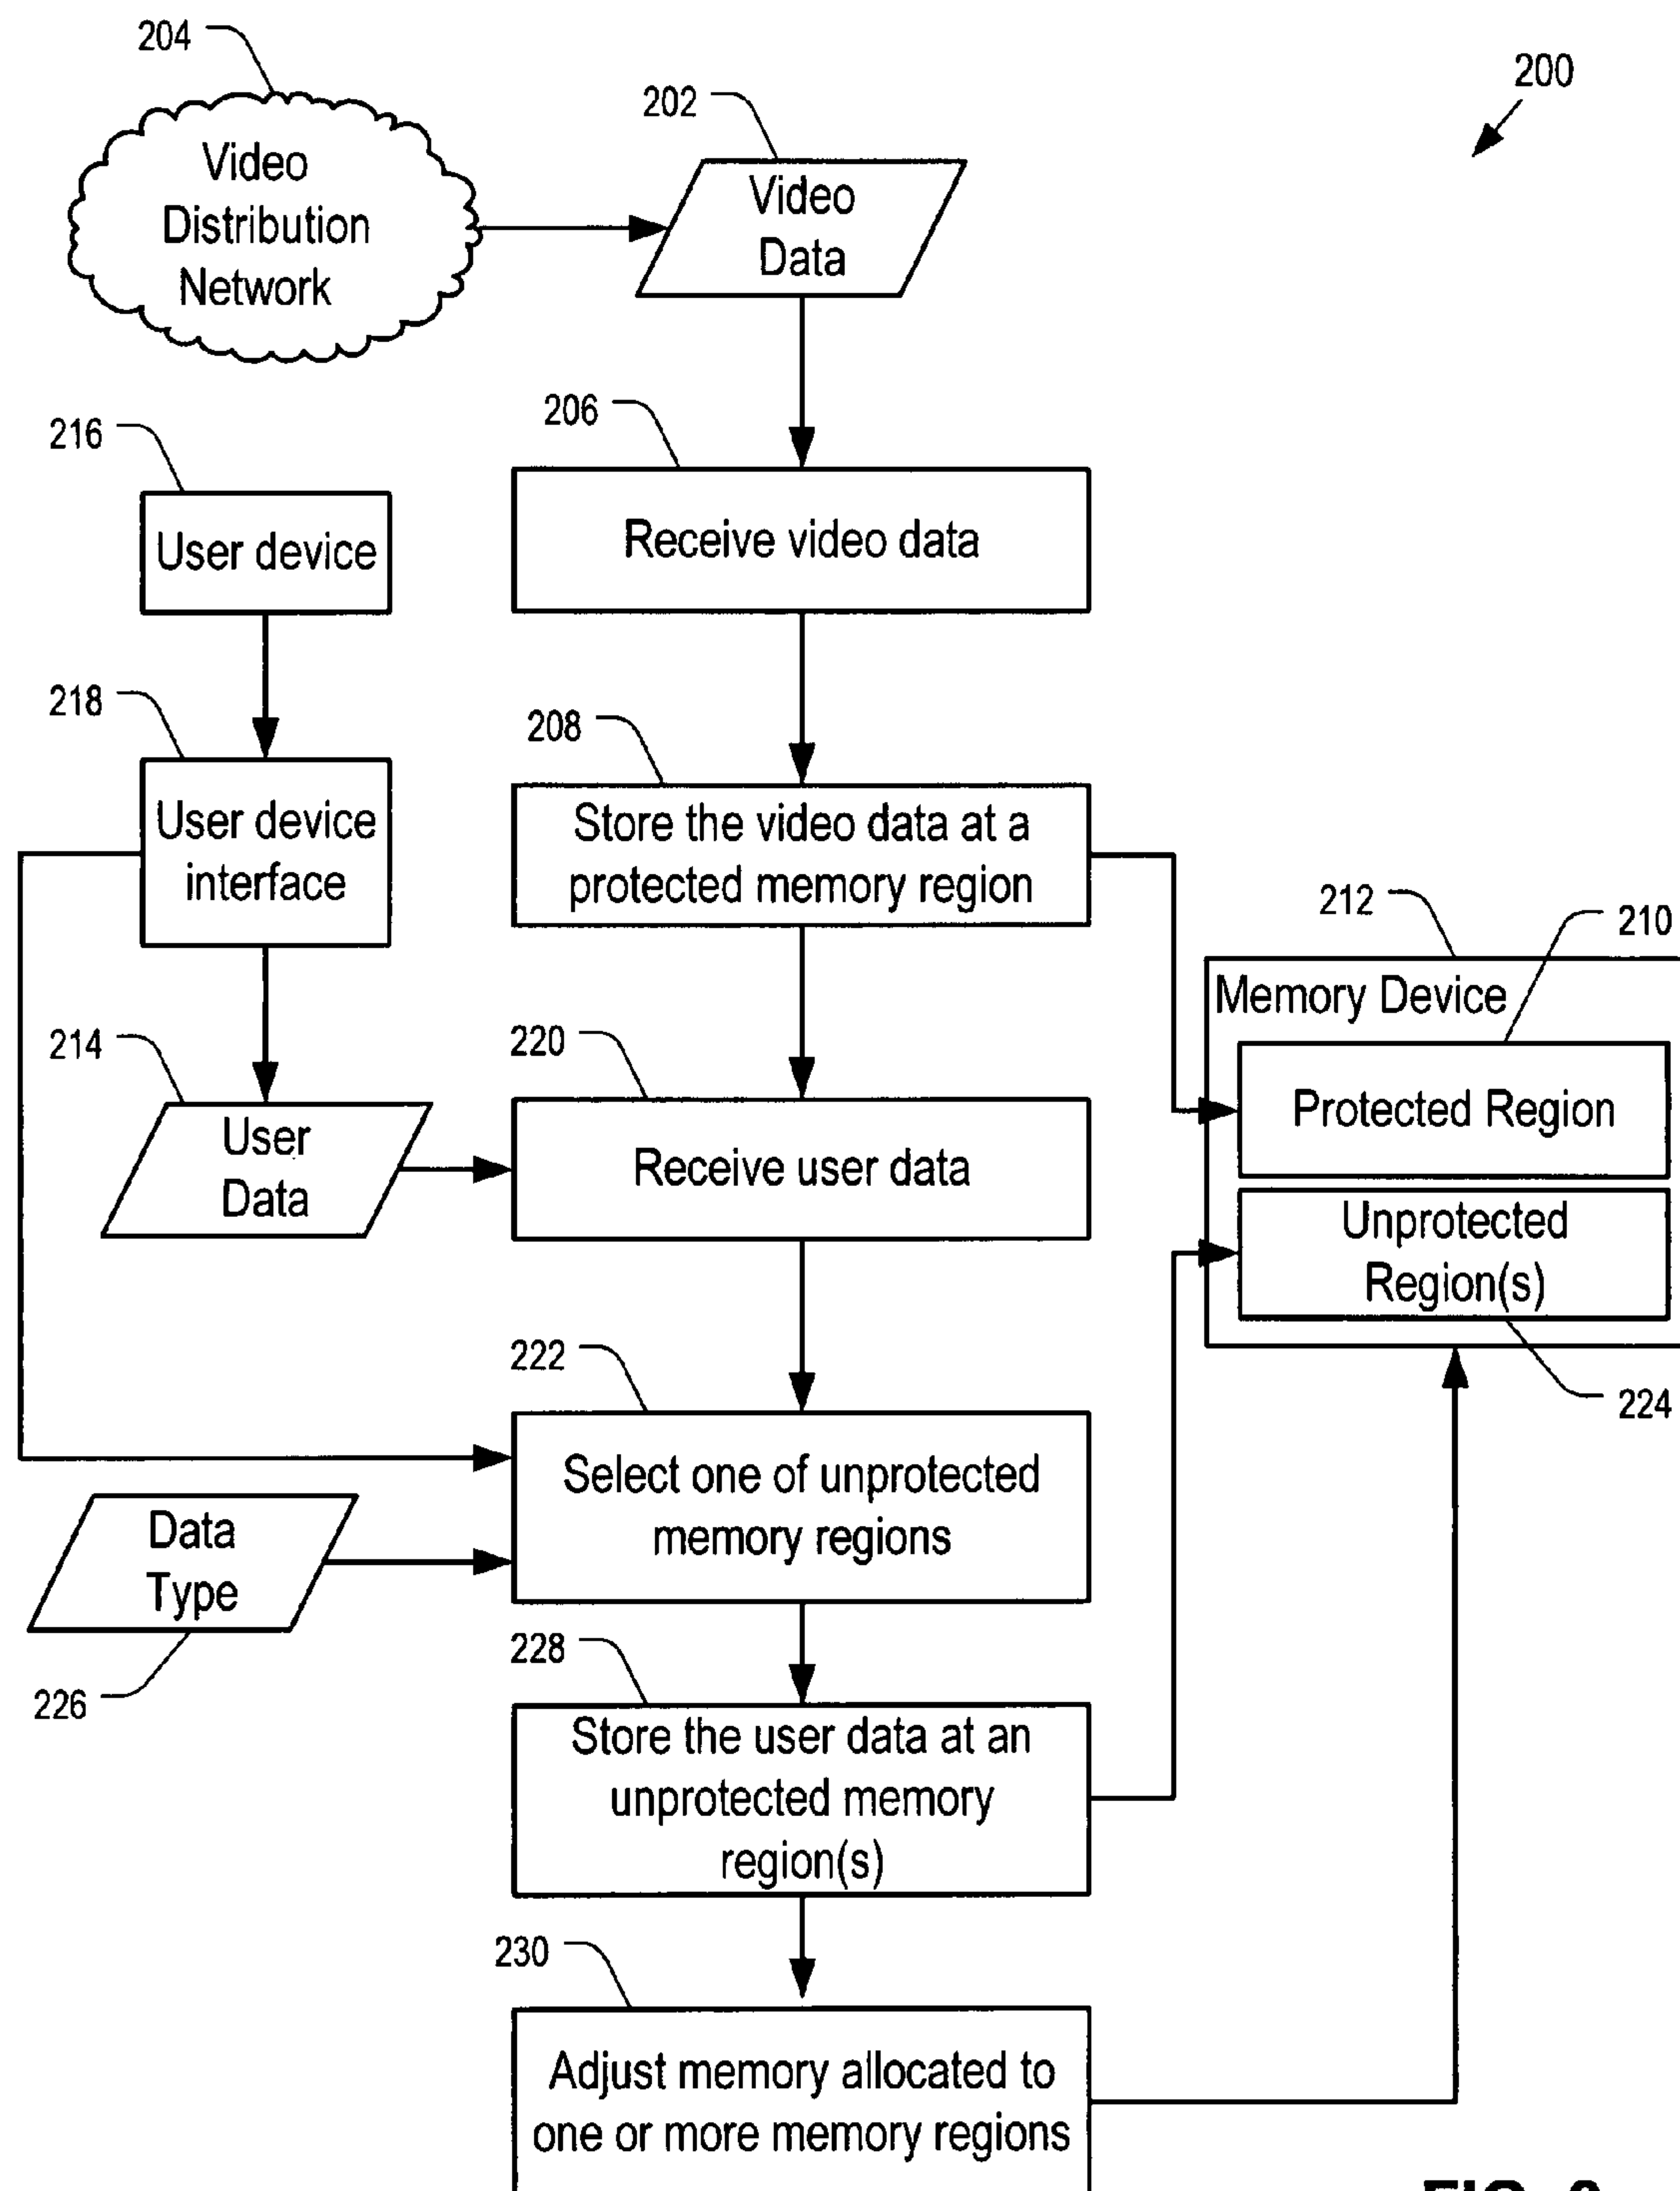 204
Video
Distribution
Network
202
Video
Data
200
206
Receive video data
216
User device
218
User device
interface
208
Store the video data at a
protected memory region
212
210
Memory Device
Protected Region
Unprotected
Region(s)
224
214
User
Data
220
Receive user data
222
Select one of unprotected
memory regions
Data
Type
226
228
Store the user data at an
unprotected memory
region(s)
230
Adjust memory allocated to
one or more memory regions